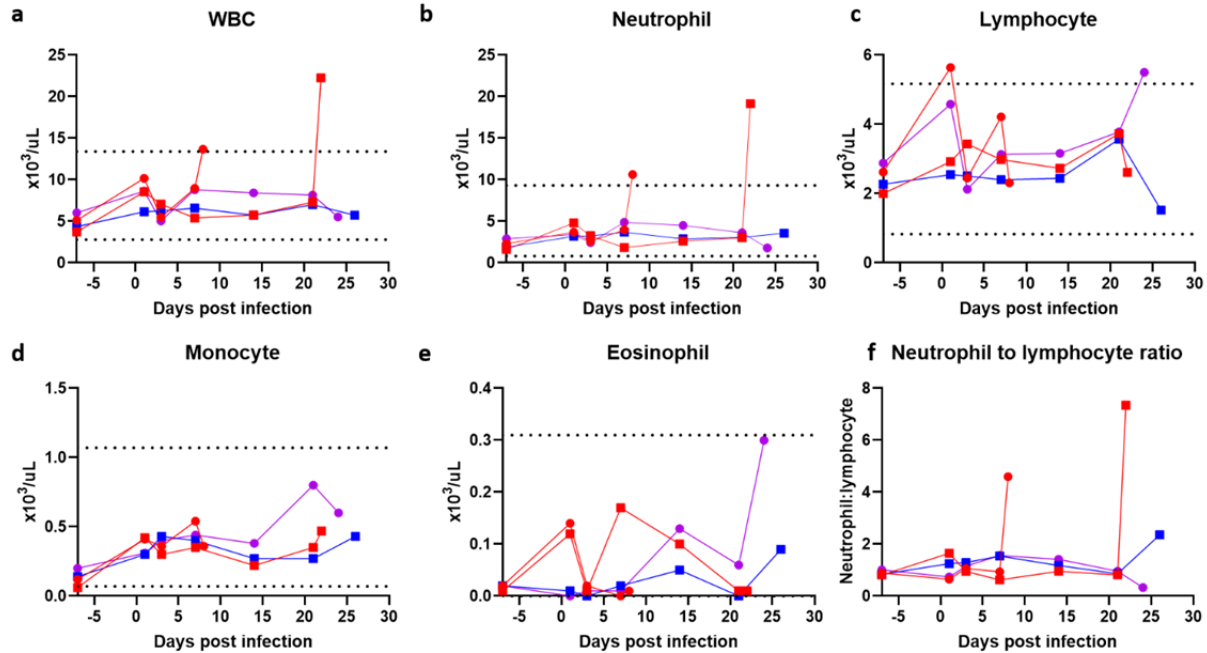 a WBC
25
20
15
10
5
0
x10³/uL
-5 0 5 10 15 20 25 30
Days post infection
b Neutrophil
25
20
15
10
5
0
x10³/uL
-5 0 5 10 15 20 25 30
Days post infection
c Lymphocyte
6
4
2
0
x10³/uL
-5 0 5 10 15 20 25 30
Days post infection
d Monocyte
1.5
1.0
0.5
0.0
x10³/uL
-5 0 5 10 15 20 25 30
Days post infection
e Eosinophil
0.4
0.3
0.2
0.1
0.0
x10³/uL
-5 0 5 10 15 20 25 30
Days post infection
f Neutrophil to lymphocyte ratio
8
6
4
2
0
Neutrophil:lymphocyte
-5 0 5 10 15 20 25 30
Days post infection